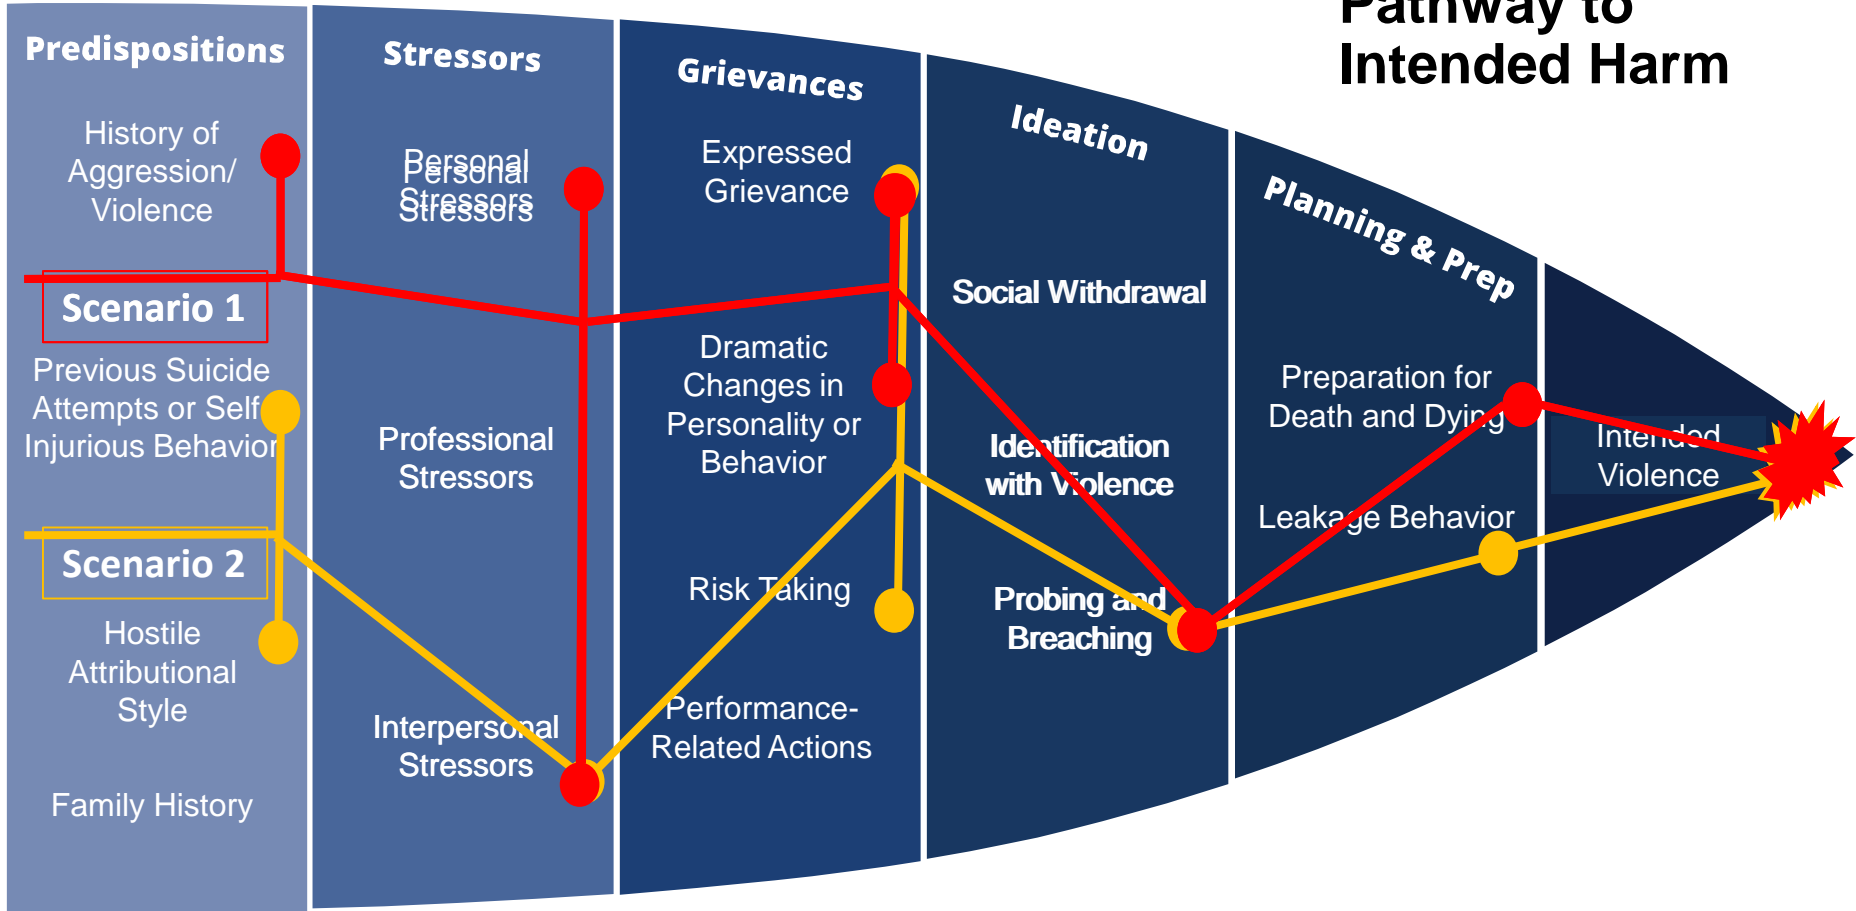 Pathway to
Intended Harm
Predispositions
History of
Aggression/
Violence
Scenario 1
Previous Suicide
Attempts or Self-
Injurious Behavior
Scenario 2
Hostile
Attributional
Style
Family History
Stressors
Personal
Stressors
Personal
Stressors
Professional
Stressors
Interpersonal
Stressors
Grievances
Expressed
Grievance
Dramatic
Changes in
Personality or
Behavior
Risk Taking
Performance-
Related Actions
Ideation
Social Withdrawal
Identification
with Violence
Probing and
Breaching
Planning & Prep
Preparation for
Death and Dying
Leakage Behavior
Intended
Violence